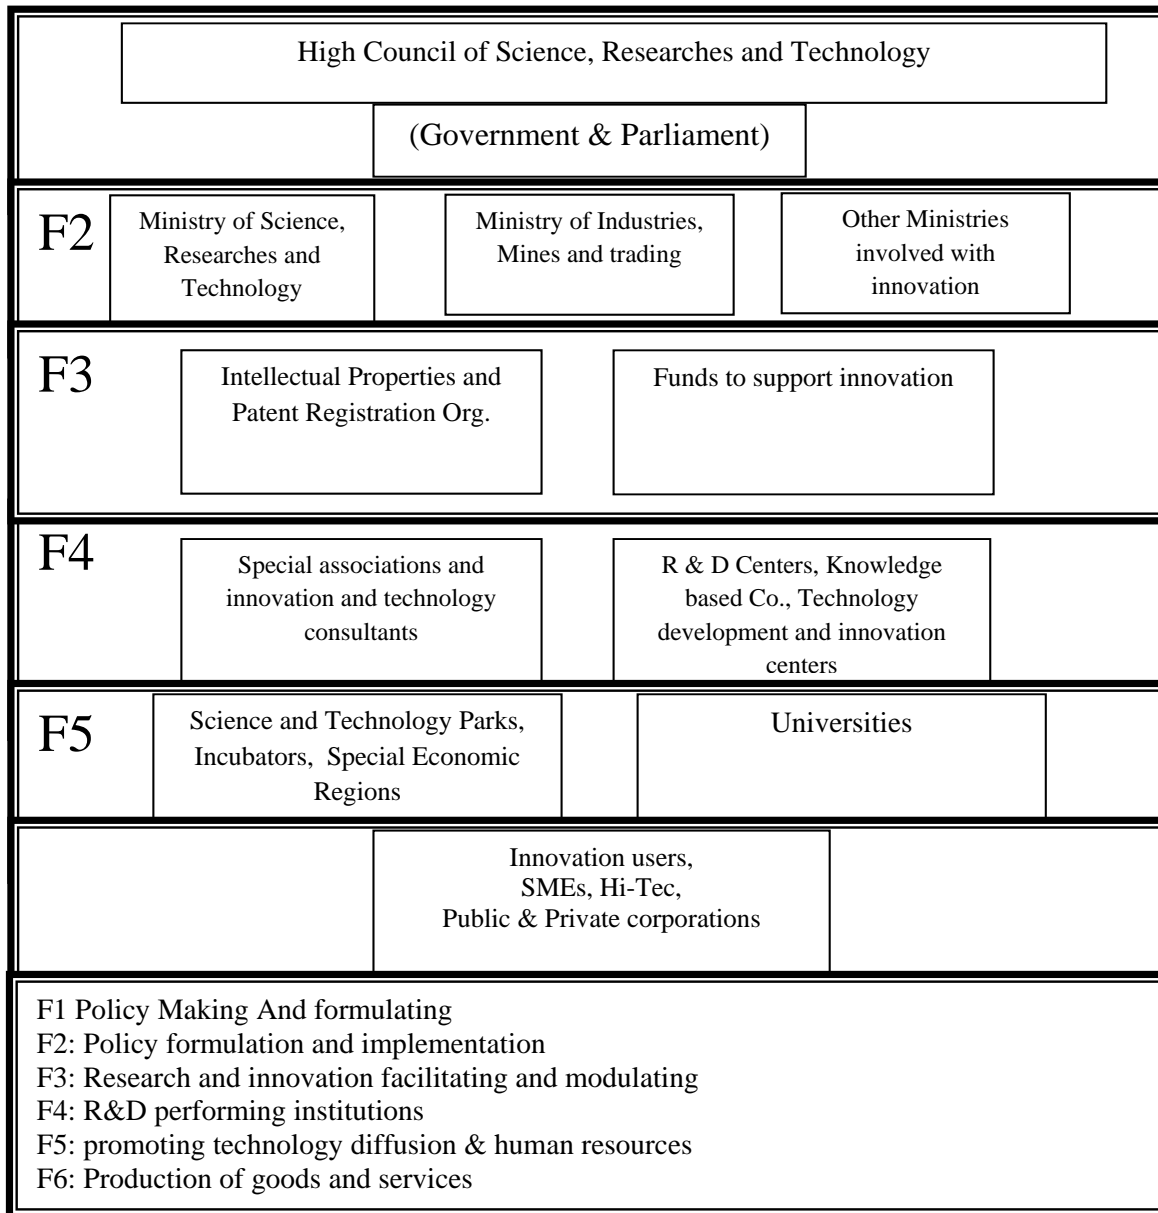 High Council of Science, Researches and Technology
(Government & Parliament)
F2
Ministry of Science,
Researches and
Technology
Ministry of Industries,
Mines and trading
Other Ministries
involved with
innovation
F3
Intellectual Properties and
Patent Registration Org.
Funds to support innovation
F4
Special associations and
innovation and technology
consultants
R & D Centers, Knowledge
based Co., Technology
development and innovation
centers
F5
Science and Technology Parks,
Incubators, Special Economic
Regions
Universities
Innovation users,
SMEs, Hi-Tec,
Public & Private corporations
F1 Policy Making And formulating
F2: Policy formulation and implementation
F3: Research and innovation facilitating and modulating
F4: R&D performing institutions
F5: promoting technology diffusion & human resources
F6: Production of goods and services